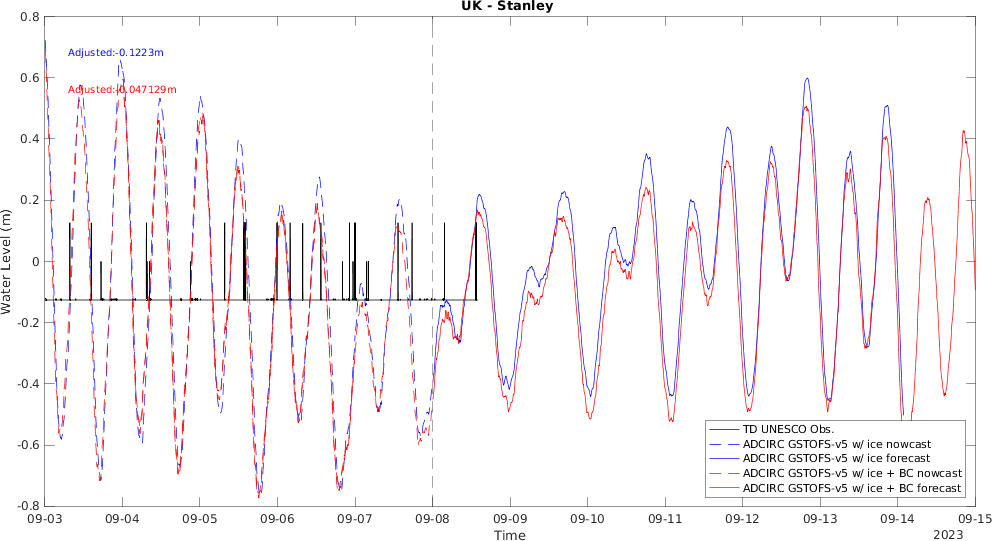 UK - Stanley
Adjusted:-0.1223m
Adjusted:-0.047129m
Water Level (m)
0.8
0.6
0.4
0.2
0
-0.2
-0.4
-0.6
-0.8
TD UNESCO Obs.
ADCIRC GSTOFS-v5 w/ ice nowcast
ADCIRC GSTOFS-v5 w/ ice forecast
ADCIRC GSTOFS-v5 w/ ice + BC nowcast
ADCIRC GSTOFS-v5 w/ ice + BC forecast
09-03 09-04 09-05 09-06 09-07 09-08 09-09 09-10 09-11 09-12 09-13 09-14 09-15
Time
2023